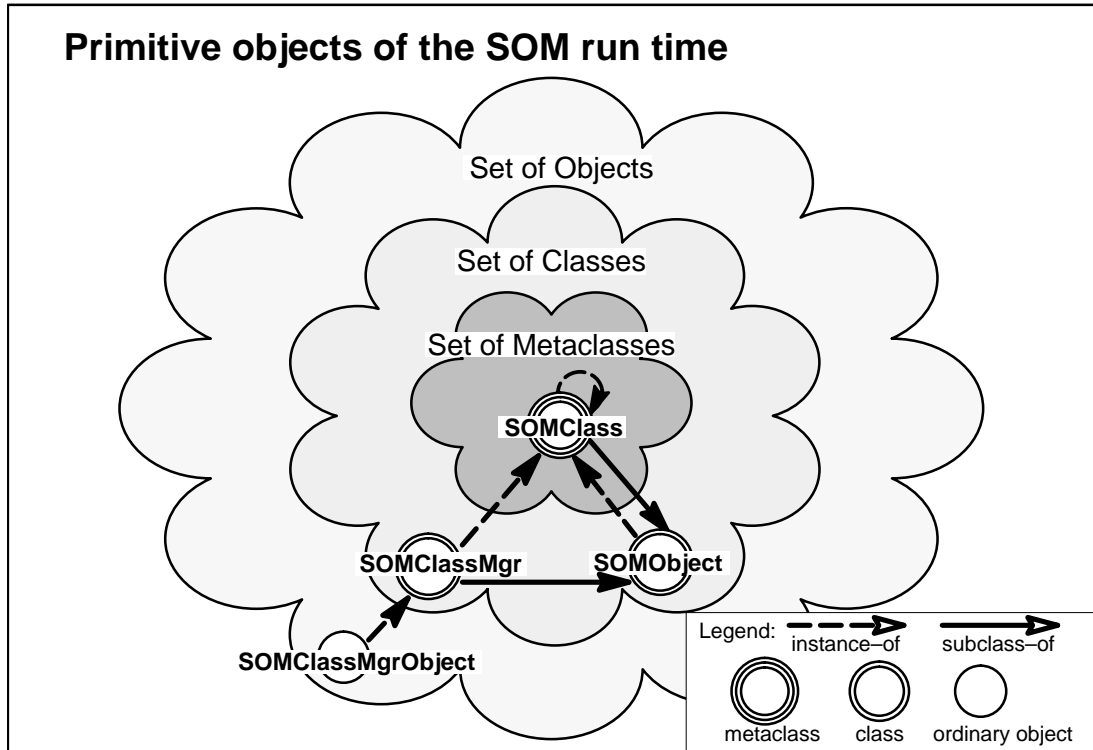 Primitive objects of the SOM run time
Set of Objects
Set of Classes
Set of Metaclasses
SOMClass
SOMClassMgr
SOMObject
SOMClassMgrObject
Legend:
instance–of
subclass–of
metaclass
class
ordinary object